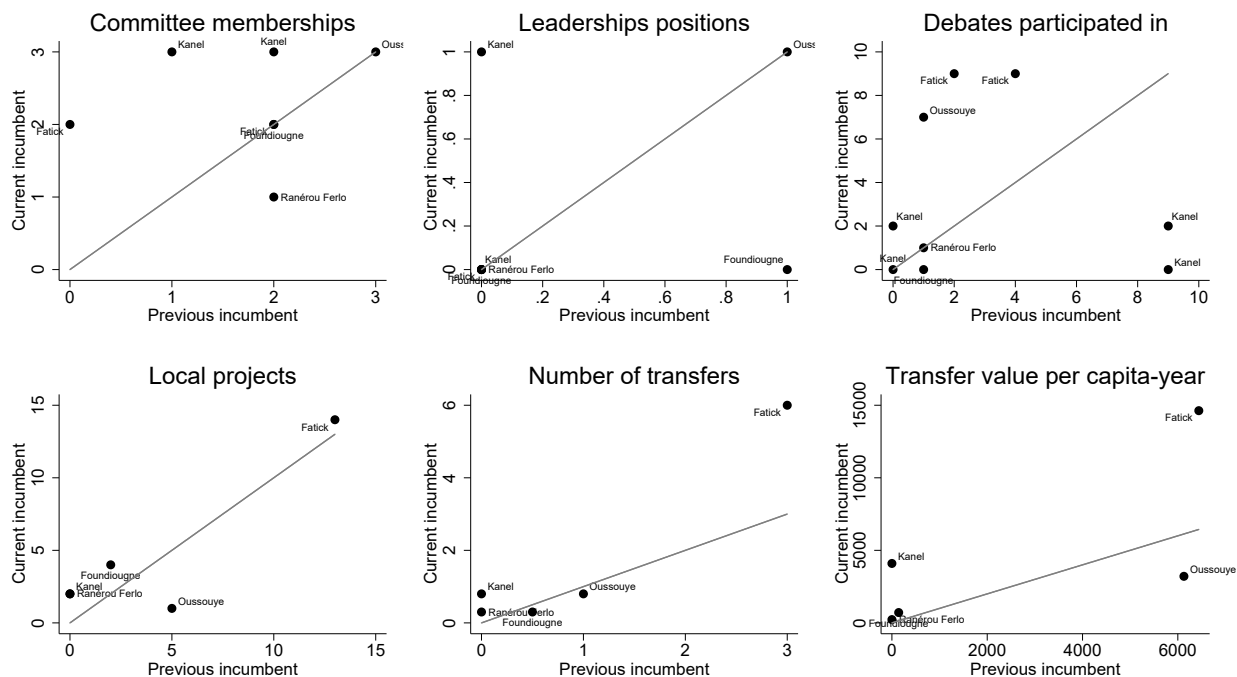 Committee memberships
Current incumbent
3
2
1
0
Kanel
Kanel
Ouss
Fatick
Fatick
Foundiougne
Ranérou Ferlo
0 1 2 3
Previous incumbent
Leaderships positions
Current incumbent
1
.8
.6
.4
.2
0
Kanel
Kanel
Ranérou Ferlo
Fatick
Foundiougne
Foundiougne
0 .2 .4 .6 .8 1
Previous incumbent
Debates participated in
Current incumbent
10
8
6
4
2
0
Fatick
Fatick
Oussouye
Kanel
Kanel
Ranérou Ferlo
Kanel
Kanel
Foundiougne
0 2 4 6 8 10
Previous incumbent
Local projects
Current incumbent
15
10
5
0
Fatick
Foundiougne
Kanel
Ranérou Ferlo
Oussouye
0 5 10 15
Previous incumbent
Number of transfers
Current incumbent
6
4
2
0
Fatick
Kanel
Oussouye
Ranérou Ferlo
Foundiougne
0 1 2 3
Previous incumbent
Transfer value per capita-year
Current incumbent
15000
10000
5000
0
Fatick
Kanel
Oussouye
Ranérou Ferlo
Foundiougne
0 2000 4000 6000
Previous incumbent